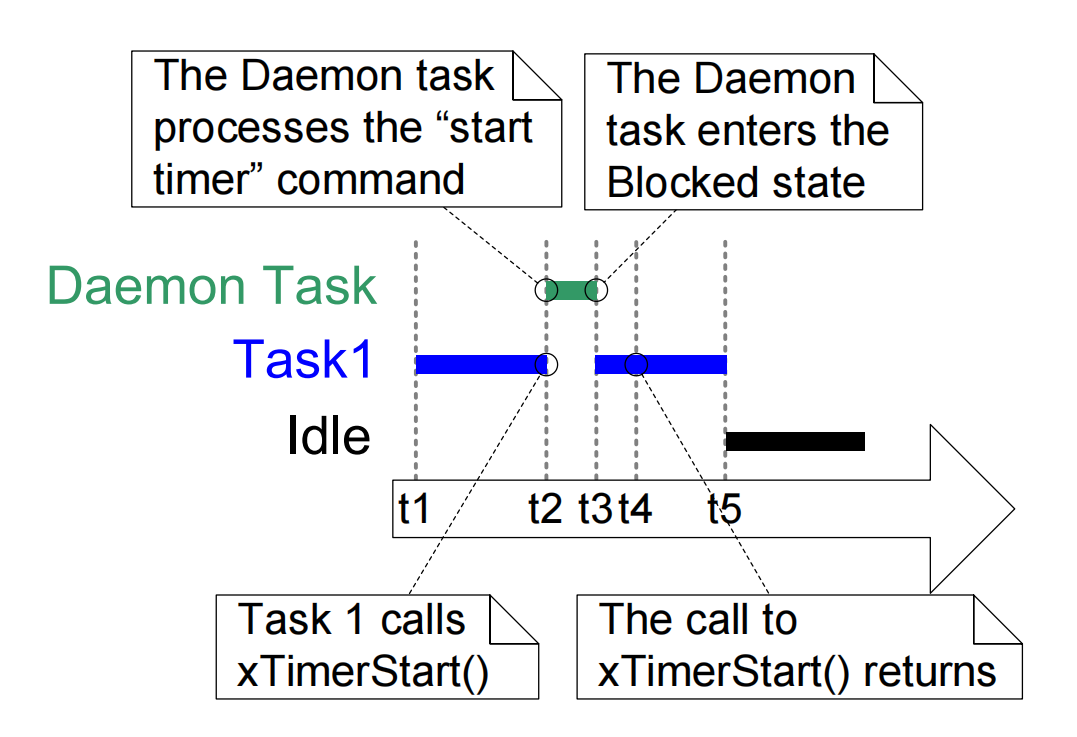 The Daemon task
processes the “start
timer” command
The Daemon
task enters the
Blocked state
Daemon Task
Task1
Idle
t1 t2 t3 t4 t5
Task 1 calls
xTimerStart()
The call to
xTimerStart() returns